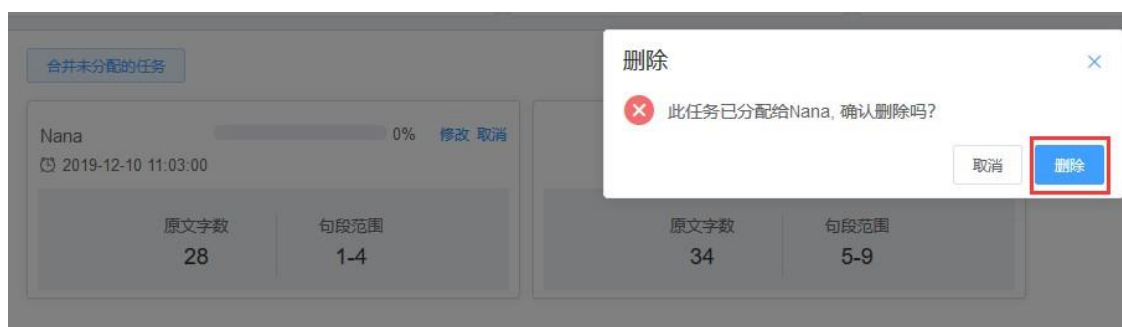 合并未分配的任务
Nana 0% 修改 取消
2019-12-10 11:03:00
原文字数 句段范围
28 1-4
删除
此任务已分配给Nana, 确认删除吗?
取消 删除
原文字数 句段范围
34 5-9